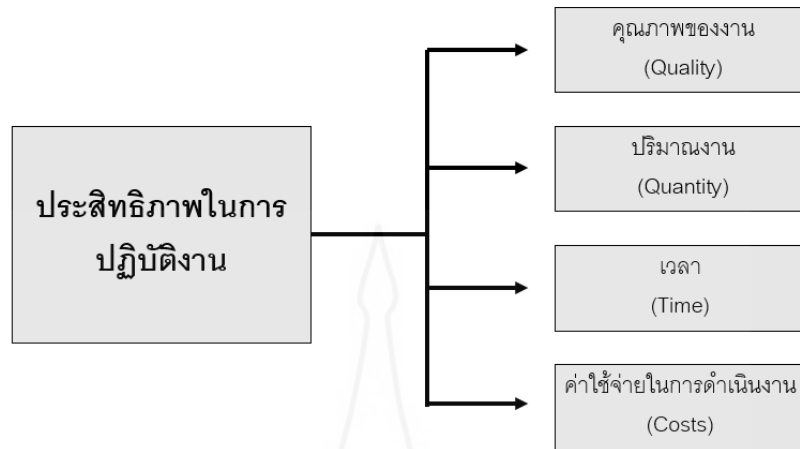 ประสิทธิภาพในการ
ปฏิบัติงาน
คุณภาพของงาน
(Quality)
ปริมาณงาน
(Quantity)
เวลา
(Time)
ค่าใช้จ่ายในการดำเนินงาน
(Costs)